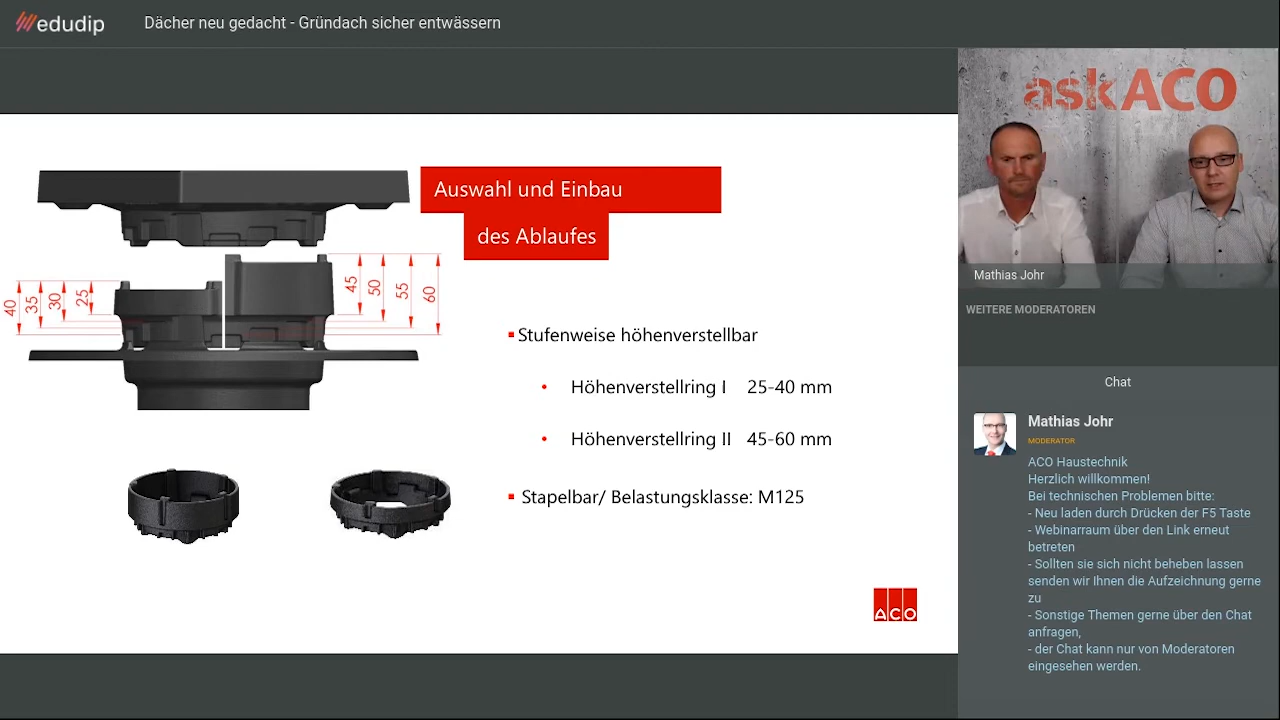 edudip
Dächer neu gedacht - Gründach sicher entwässern
askACO
Auswahl und Einbau
des Ablaufes
40
35
30
25
45
50
55
60
Stufenweise höhenverstellbar
Höhenverstellring I 25-40 mm
Höhenverstellring II 45-60 mm
Stapelbar/ Belastungsklasse: M125
ACO
Mathias Johr
WEITERE MODERATOREN
Chat
Mathias Johr
MODERATOR
ACO Haustechnik
Herzlich willkommen!
Bei technischen Problemen bitte:
- Neu laden durch Drücken der F5 Taste
- Webinarraum über den Link erneut
betreten
- Sollten sie sich nicht beheben lassen
senden wir Ihnen die Aufzeichnung gerne
zu
- Sonstige Themen gerne über den Chat
anfragen,
- der Chat kann nur von Moderatoren
eingesehen werden.